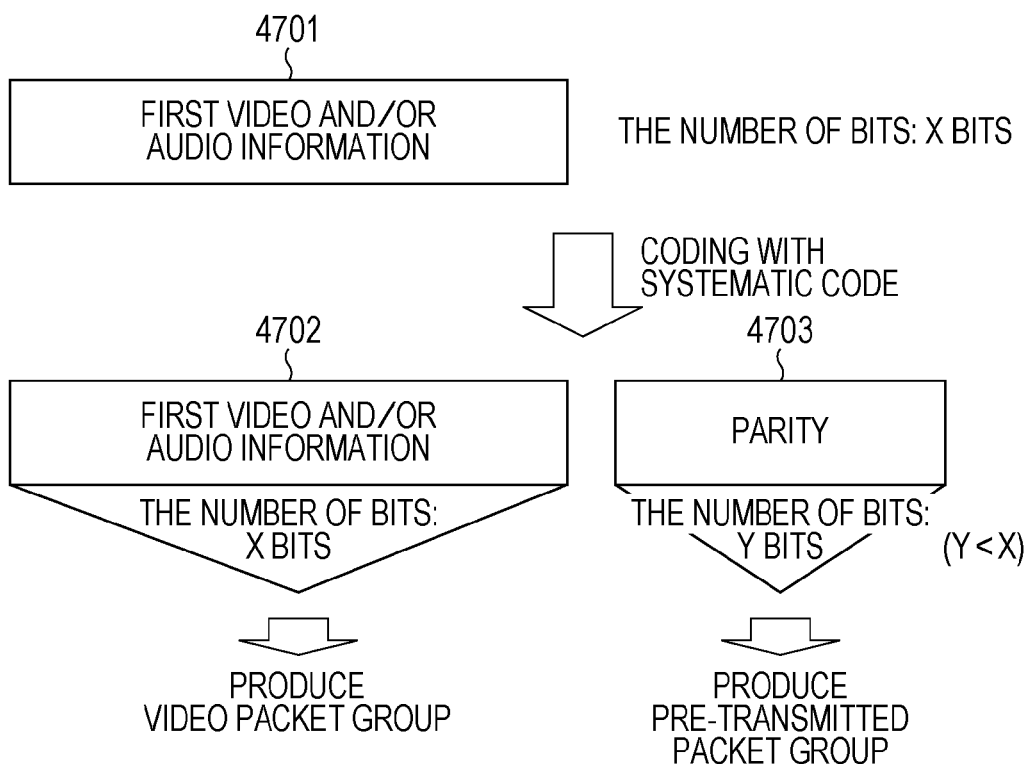 4701
FIRST VIDEO AND/OR
AUDIO INFORMATION
THE NUMBER OF BITS: X BITS
CODING WITH
SYSTEMATIC CODE
4702
FIRST VIDEO AND/OR
AUDIO INFORMATION
THE NUMBER OF BITS:
X BITS
PRODUCE
VIDEO PACKET GROUP
4703
PARITY
THE NUMBER OF BITS:
Y BITS
(Y<X)
PRODUCE
PRE-TRANSMITTED
PACKET GROUP